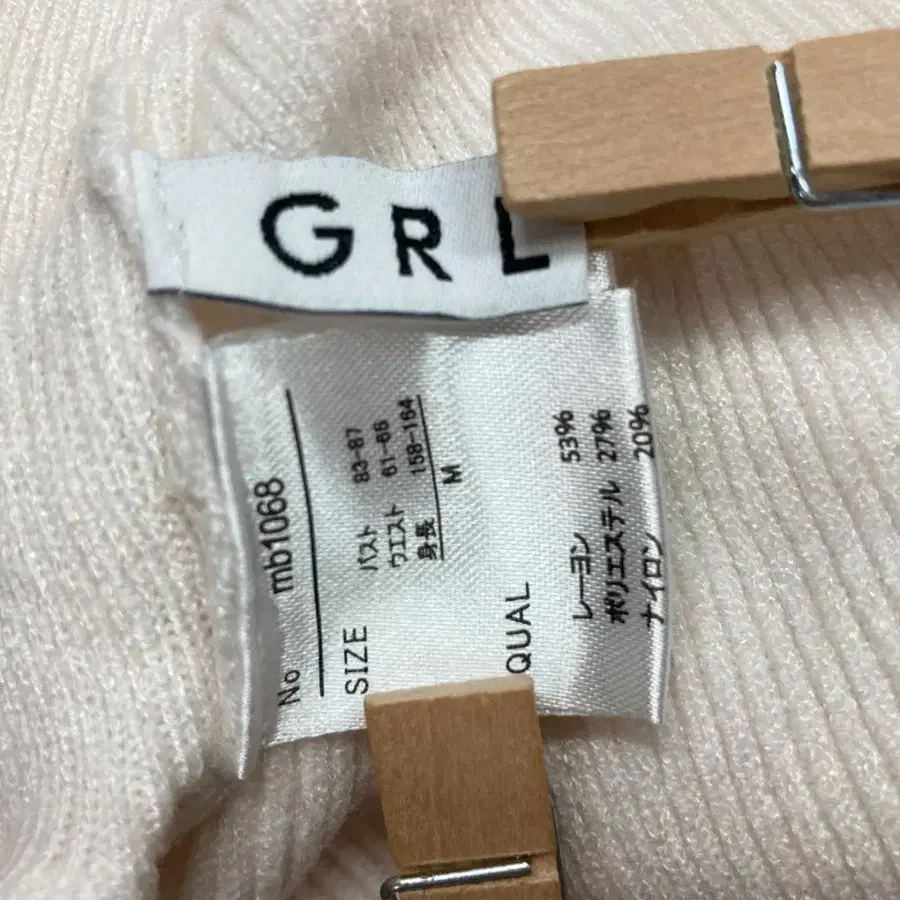 GRL
No mb1068
SIZE
バスト 83-87
ウエスト 61-66
身長 158-164
M
QUAL
レーヨン 53%
ポリエステル 27%
ナイロン 20%